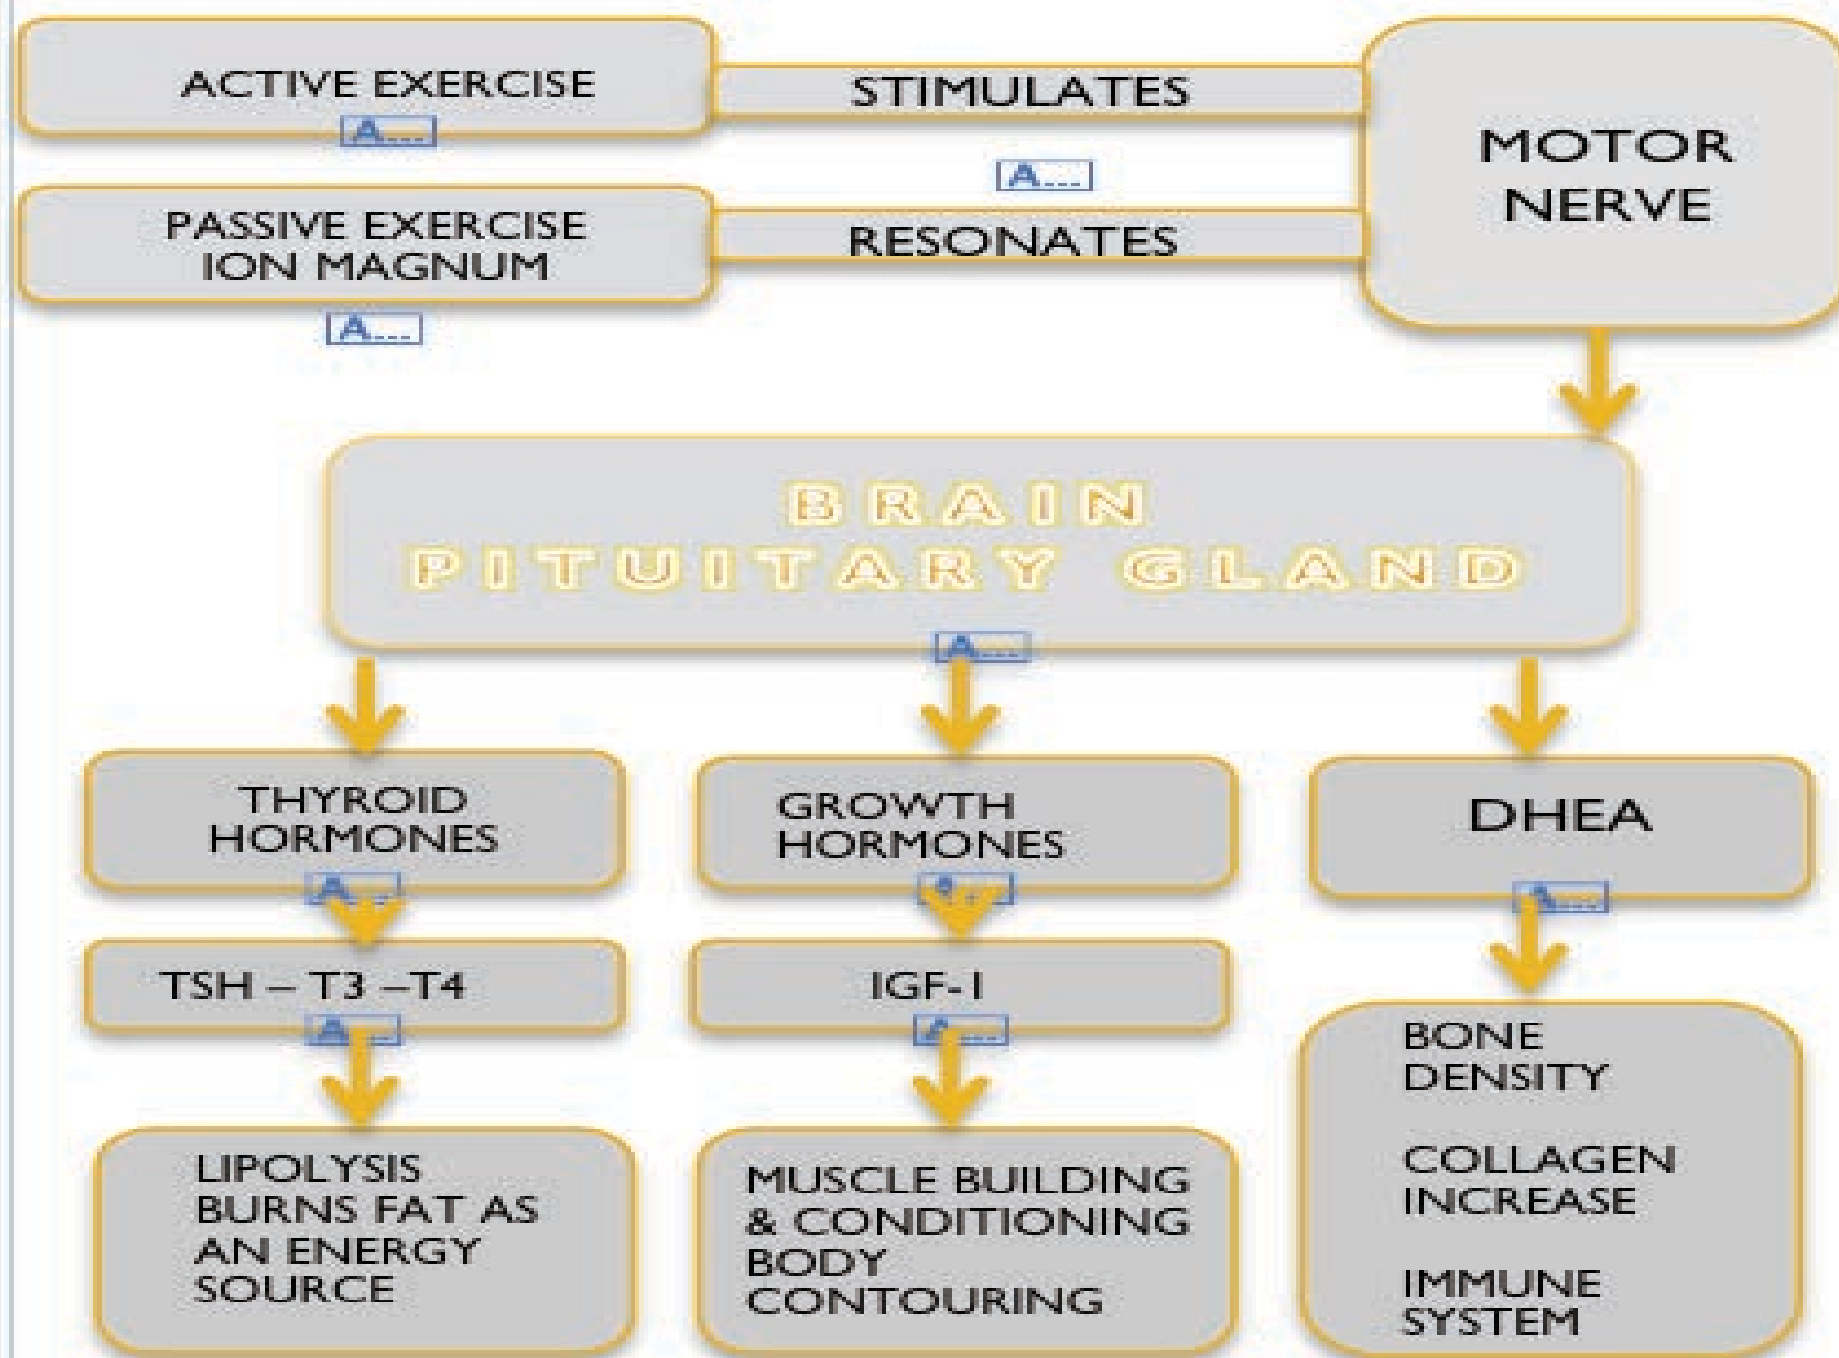 ACTIVE EXERCISE
STIMULATES
A...
A...
MOTOR
NERVE
PASSIVE EXERCISE
ION MAGNUM
RESONATES
A...
BRAIN
PITUITARY GLAND
A...
THYROID
HORMONES
A...
GROWTH
HORMONES
DHEA
A...
TSH – T3 –T4
A...
IGF-1
A...
LIPOLYSIS
BURNS FAT AS
AN ENERGY
SOURCE
MUSCLE BUILDING
& CONDITIONING
BODY
CONTOURING
BONE
DENSITY
COLLAGEN
INCREASE
IMMUNE
SYSTEM